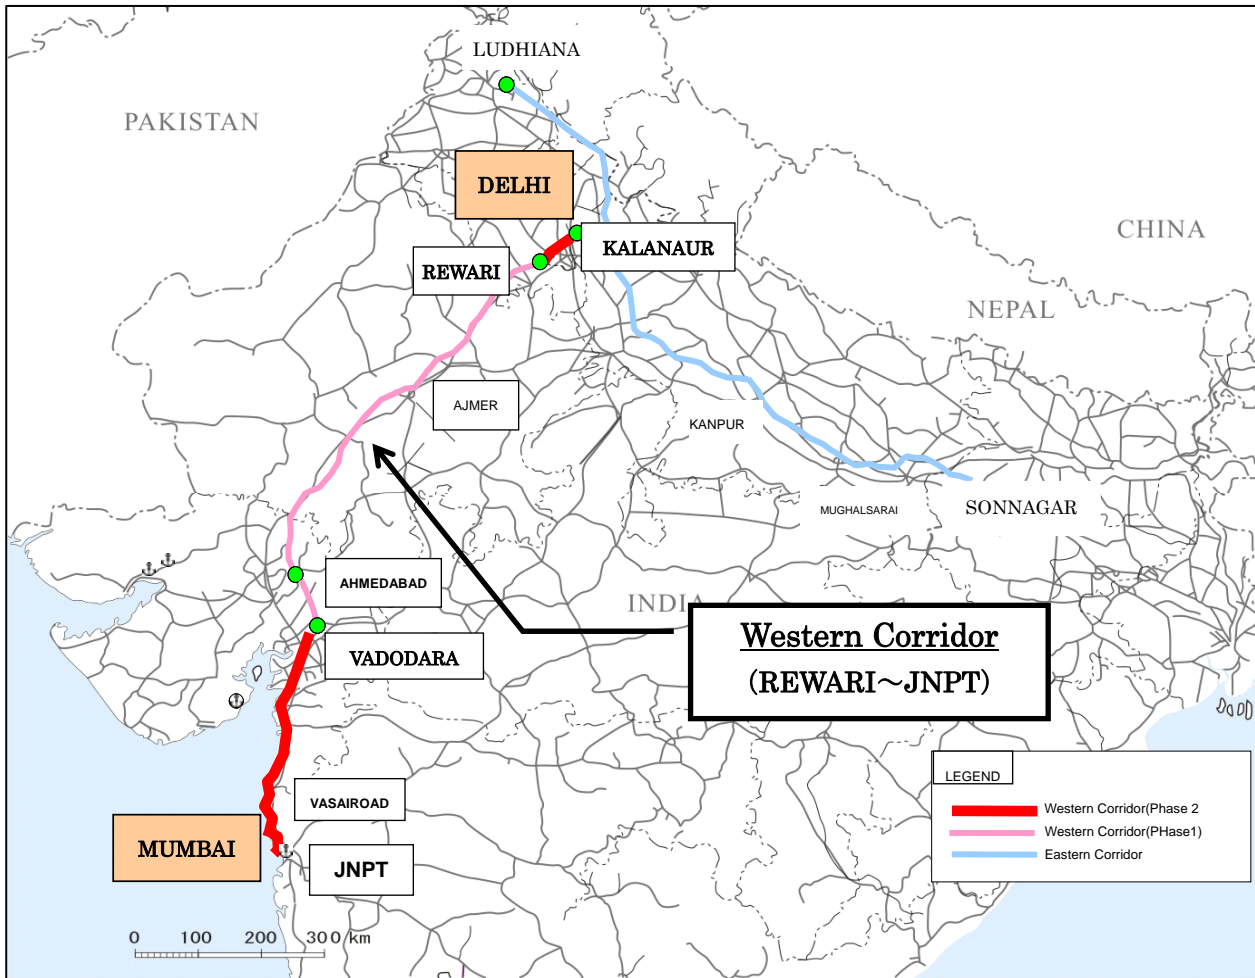 LUDHIANA
PAKISTAN
DELHI
CHINA
KALANAUR
REWARI
NEPAL
AJMER
KANPUR
MUGHALSARAI
SONNAGAR
AHMEDABAD
INDIA
VADODARA
Western Corridor
(REWARI～JNPT)
LEGEND
Western Corridor(Phase 2
Western Corridor(PHase1)
Eastern Corridor
VASAIROAD
MUMBAI
JNPT
0 100 200 300 km